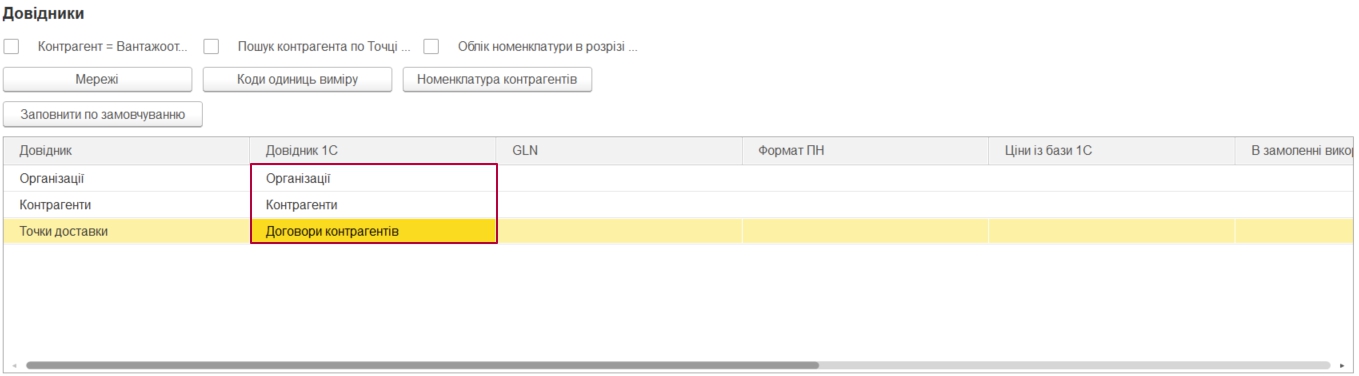 Довідники
Контрагент = Вантажоот... Пошук контрагента по Точці ... Облік номенклатури в розрізі ...
Мережі Коди одиниць виміру Номенклатура контрагентів
Заповнити по замовчуванню
Довідник Довідник 1С GLN Формат ПН Ціни із бази 1С В замоленні викор
Організації Організації
Контрагенти Контрагенти
Точки доставки Договори контрагентів